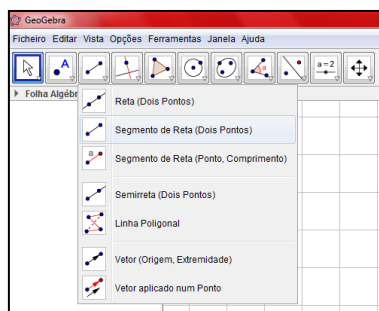 GeoGebra
Ficheiro Editar Vista Opções Ferramentas Janela Ajuda
A
a=2
Folha Algébr
Reta (Dois Pontos)
Segmento de Reta (Dois Pontos)
a
Segmento de Reta (Ponto, Comprimento)
Semirreta (Dois Pontos)
Linha Poligonal
Vetor (Origem, Extremidade)
Vetor aplicado num Ponto